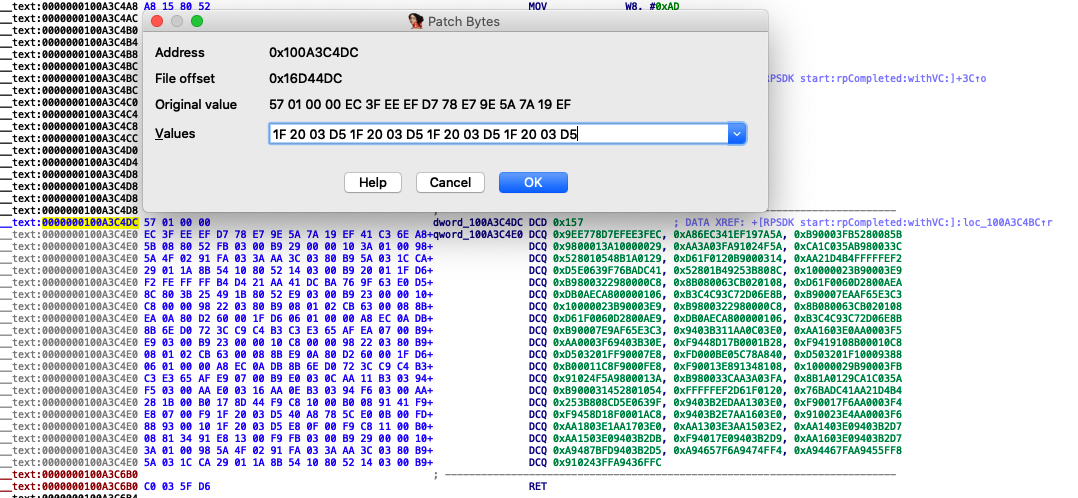 __text:0000000100A3C4A8 A8 15 80 52 MOV W8, #0xAD
__text:0000000100A3C4AC
__text:0000000100A3C4B0
__text:0000000100A3C4B4
__text:0000000100A3C4B8
__text:0000000100A3C4BC
__text:0000000100A3C4BC [RPSDK start:rpCompleted:withVC:]+3C↑o
__text:0000000100A3C4BC
__text:0000000100A3C4C0
__text:0000000100A3C4C4
__text:0000000100A3C4C8
__text:0000000100A3C4CC
__text:0000000100A3C4D0
__text:0000000100A3C4D4
__text:0000000100A3C4D8
__text:0000000100A3C4D8
__text:0000000100A3C4D8
__text:0000000100A3C4D8
Patch Bytes
Address 0x100A3C4DC
File offset 0x16D44DC
Original value 57 01 00 00 EC 3F EE EF D7 78 E7 9E 5A 7A 19 EF
Values 1F 20 03 D5 1F 20 03 D5 1F 20 03 D5 1F 20 03 D5
Help Cancel OK
__text:0000000100A3C4DC 57 01 00 00 dword_100A3C4DC DCD 0x157 ; DATA XREF: +[RPSDK start:rpCompleted:withVC:]:loc_100A3C4BC↑r
__text:0000000100A3C4E0 EC 3F EE EF D7 78 E7 9E 5A 7A 19 EF 41 C3 6E A8+qword_100A3C4E0 DCQ 0x9EE778D7EFEE3FEC, 0xA86EC341EF197A5A, 0xB90003FB5280085B
__text:0000000100A3C4E0 5B 08 80 52 FB 03 00 B9 29 00 00 10 3A 01 00 98+ DCQ 0x9800013A10000029, 0xAA3A03FA91024F5A, 0xCA1C035AB980033C
__text:0000000100A3C4E0 5A 4F 02 91 FA 03 3A AA 3C 03 80 B9 5A 03 1C CA+ DCQ 0x528010548B1A0129, 0xD61F0120B9000314, 0xAA21D4B4FFFFFEF2
__text:0000000100A3C4E0 29 01 1A 8B 54 10 80 52 14 03 00 B9 20 01 1F D6+ DCQ 0xD5E0639F76BADC41, 0x52801B49253B808C, 0x10000023B90003E9
__text:0000000100A3C4E0 F2 FE FF FF B4 D4 21 AA 41 DC BA 76 9F 63 E0 D5+ DCQ 0xB9800322980000C8, 0x8B080063CB020108, 0xD61F0060D2800AEA
__text:0000000100A3C4E0 8C 80 3B 25 49 1B 80 52 E9 03 00 B9 23 00 00 10+ DCQ 0xDB0AECA800000106, 0xB3C4C93C72D06E8B, 0xB90007EAAF65E3C3
__text:0000000100A3C4E0 C8 00 00 98 22 03 80 B9 08 01 02 CB 63 00 08 8B+ DCQ 0x10000023B90003E9, 0xB9800322980000C8, 0x8B080063CB020108
__text:0000000100A3C4E0 EA 0A 80 D2 60 00 1F D6 06 01 00 00 A8 EC 0A DB+ DCQ 0xD61F0060D2800AE9, 0xDB0AECA800000106, 0xB3C4C93C72D06E8B
__text:0000000100A3C4E0 8B 6E D0 72 3C C9 C4 B3 C3 E3 65 AF EA 07 00 B9+ DCQ 0xB90007E9AF65E3C3, 0x9403B311AA0C03E0, 0xAA1603E0AA0003F5
__text:0000000100A3C4E0 E9 03 00 B9 23 00 00 10 C8 00 00 98 22 03 80 B9+ DCQ 0xAA0003F69403B30E, 0xF9448D17B0001B28, 0xF9419108B00010C8
__text:0000000100A3C4E0 08 01 02 CB 63 00 08 8B E9 0A 80 D2 60 00 1F D6+ DCQ 0xD503201FF90007E8, 0xFD000BE05C78A840, 0xD503201F10009388
__text:0000000100A3C4E0 06 01 00 00 A8 EC 0A DB 8B 6E D0 72 3C C9 C4 B3+ DCQ 0xB00011C8F9000FE8, 0xF90013E891348108, 0x10000029B90003FB
__text:0000000100A3C4E0 C3 E3 65 AF E9 07 00 B9 E0 03 0C AA 11 B3 03 94+ DCQ 0x91024F5A9800013A, 0xB980033CAA3A03FA, 0x8B1A0129CA1C035A
__text:0000000100A3C4E0 F5 03 00 AA E0 03 16 AA 0E B3 03 94 F6 03 00 AA+ DCQ 0xB900031452801054, 0xFFFFFEF2D61F0120, 0x76BADC41AA21D4B4
__text:0000000100A3C4E0 28 1B 00 B0 17 8D 44 F9 C8 10 00 B0 08 91 41 F9+ DCQ 0x253B808CD5E0639F, 0x9403B2EDAA1303E0, 0xF90017F6AA0003F4
__text:0000000100A3C4E0 E8 07 00 F9 1F 20 03 D5 40 A8 78 5C E0 0B 00 FD+ DCQ 0xF9458D18F0001AC8, 0x9403B2E7AA1603E0, 0x910023E4AA0003F6
__text:0000000100A3C4E0 88 93 00 10 1F 20 03 D5 E8 0F 00 F9 C8 11 00 B0+ DCQ 0xAA1803E1AA1703E0, 0xAA1303E3AA1503E2, 0xAA1403E09403B2D7
__text:0000000100A3C4E0 08 81 34 91 E8 13 00 F9 FB 03 00 B9 29 00 00 10+ DCQ 0xAA1503E09403B2DB, 0xF94017E09403B2D9, 0xAA1603E09403B2D7
__text:0000000100A3C4E0 3A 01 00 98 5A 4F 02 91 FA 03 3A AA 3C 03 80 B9+ DCQ 0xA9487BFD9403B2D5, 0xA94657F6A9474FF4, 0xA94467FAA9455FF8
__text:0000000100A3C4E0 5A 03 1C CA 29 01 1A 8B 54 10 80 52 14 03 00 B9+ DCQ 0x910243FFA9436FFC
__text:0000000100A3C6B0 ;
__text:0000000100A3C6B0 C0 03 5F D6 RET